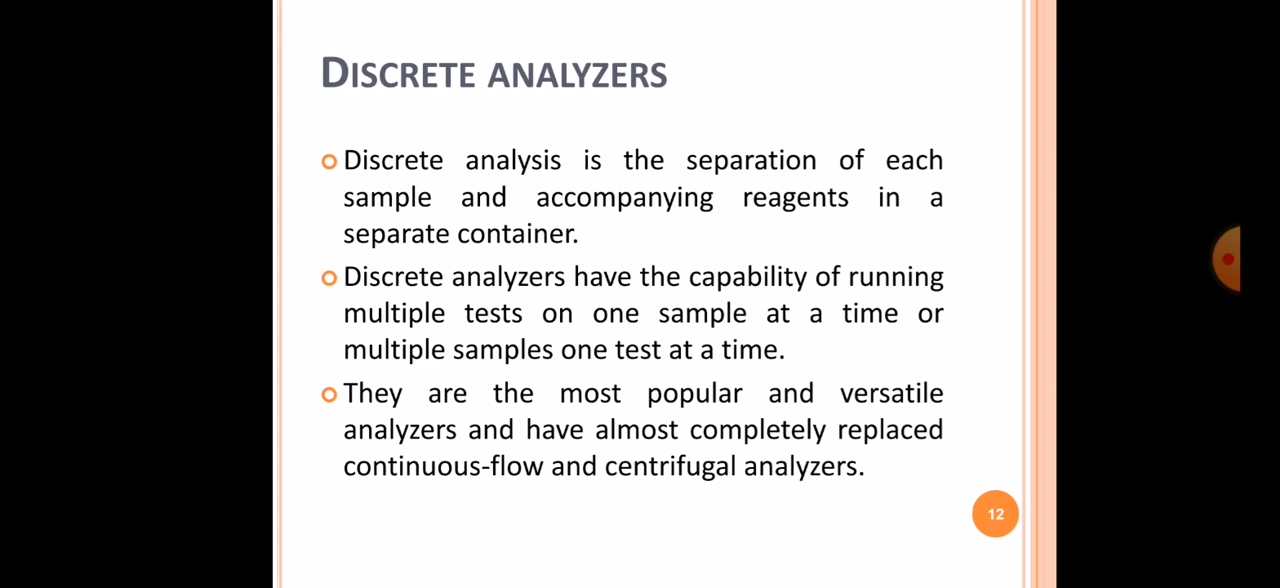 DISCRETE ANALYZERS
Discrete analysis is the separation of each
sample and accompanying reagents in a
separate container.
Discrete analyzers have the capability of running
multiple tests on one sample at a time or
multiple samples one test at a time.
They are the most popular and versatile
analyzers and have almost completely replaced
continuous-flow and centrifugal analyzers.
12